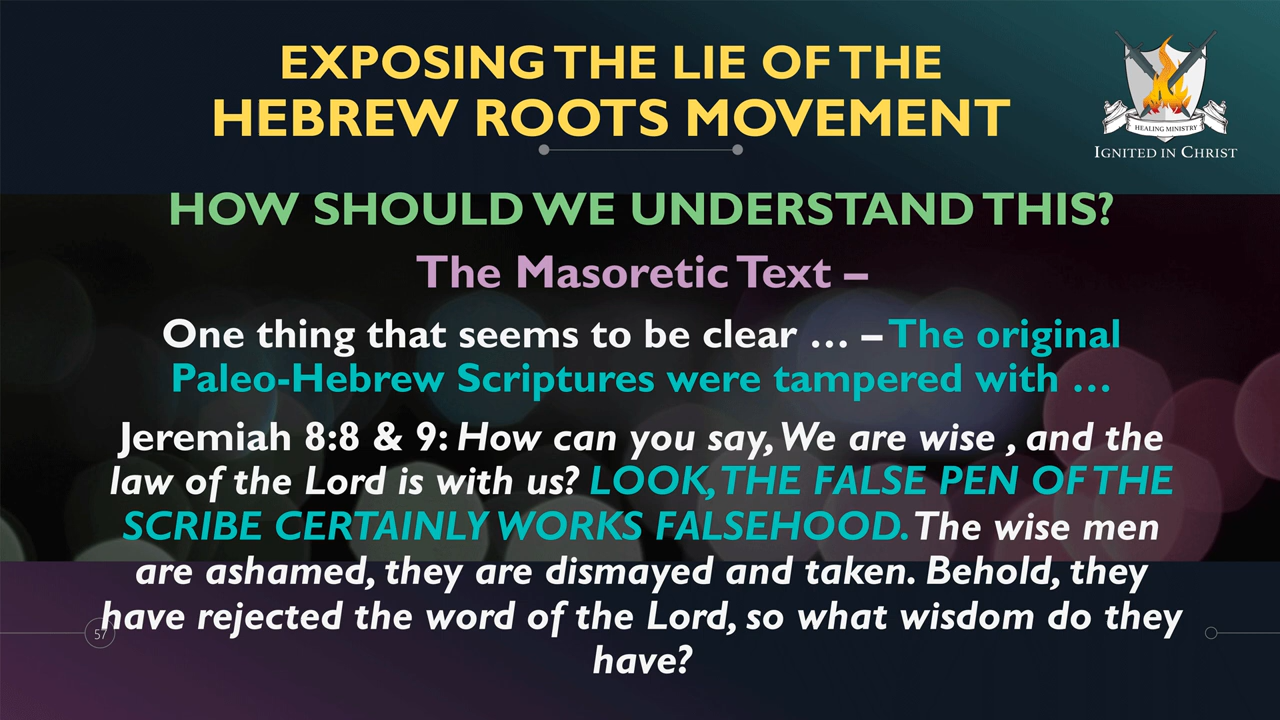 EXPOSING THE LIE OF THE
HEBREW ROOTS MOVEMENT
HEALING MINISTRY
IGNITED IN CHRIST
HOW SHOULD WE UNDERSTAND THIS?
The Masoretic Text –
One thing that seems to be clear … – The original
Paleo-Hebrew Scriptures were tampered with …
Jeremiah 8:8 & 9: How can you say, We are wise , and the
law of the Lord is with us? LOOK, THE FALSE PEN OF THE
SCRIBE CERTAINLY WORKS FALSEHOOD. The wise men
are ashamed, they are dismayed and taken. Behold, they
have rejected the word of the Lord, so what wisdom do they
have?
57